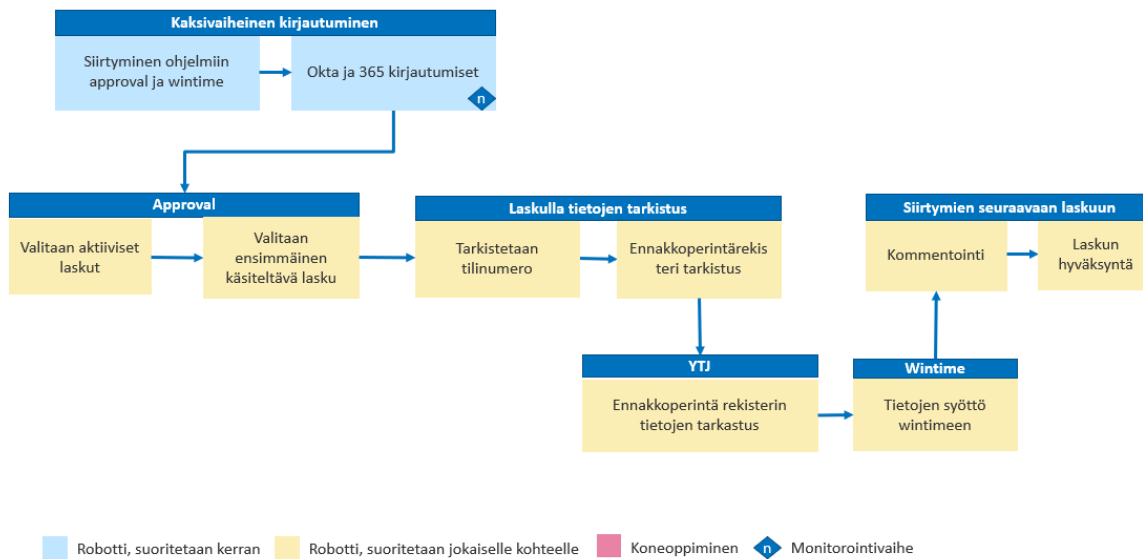 Kaksivaiheinen kirjautuminen
Siirtyminen ohjelmiin
approval ja wintime
Okta ja 365 kirjautumiset
n
Approval
Valitaan aktiiviset
laskut
Valitaan
ensimmäinen
käsiteltävä lasku
Laskulla tietojen tarkistus
Tarkistetaan
tilinumero
Ennakkoperintärekis
teri tarkistus
Siirtymien seuraavaan laskuun
Kommentointi
Laskun
hyväksyntä
YTJ
Ennakkoperintä rekisterin
tietojen tarkastus
Wintime
Tietojen syöttö
wintimeen
Robotti, suoritetaan kerran
Robotti, suoritetaan jokaiselle kohteelle
Koneoppiminen
n
Monitorointivaihe